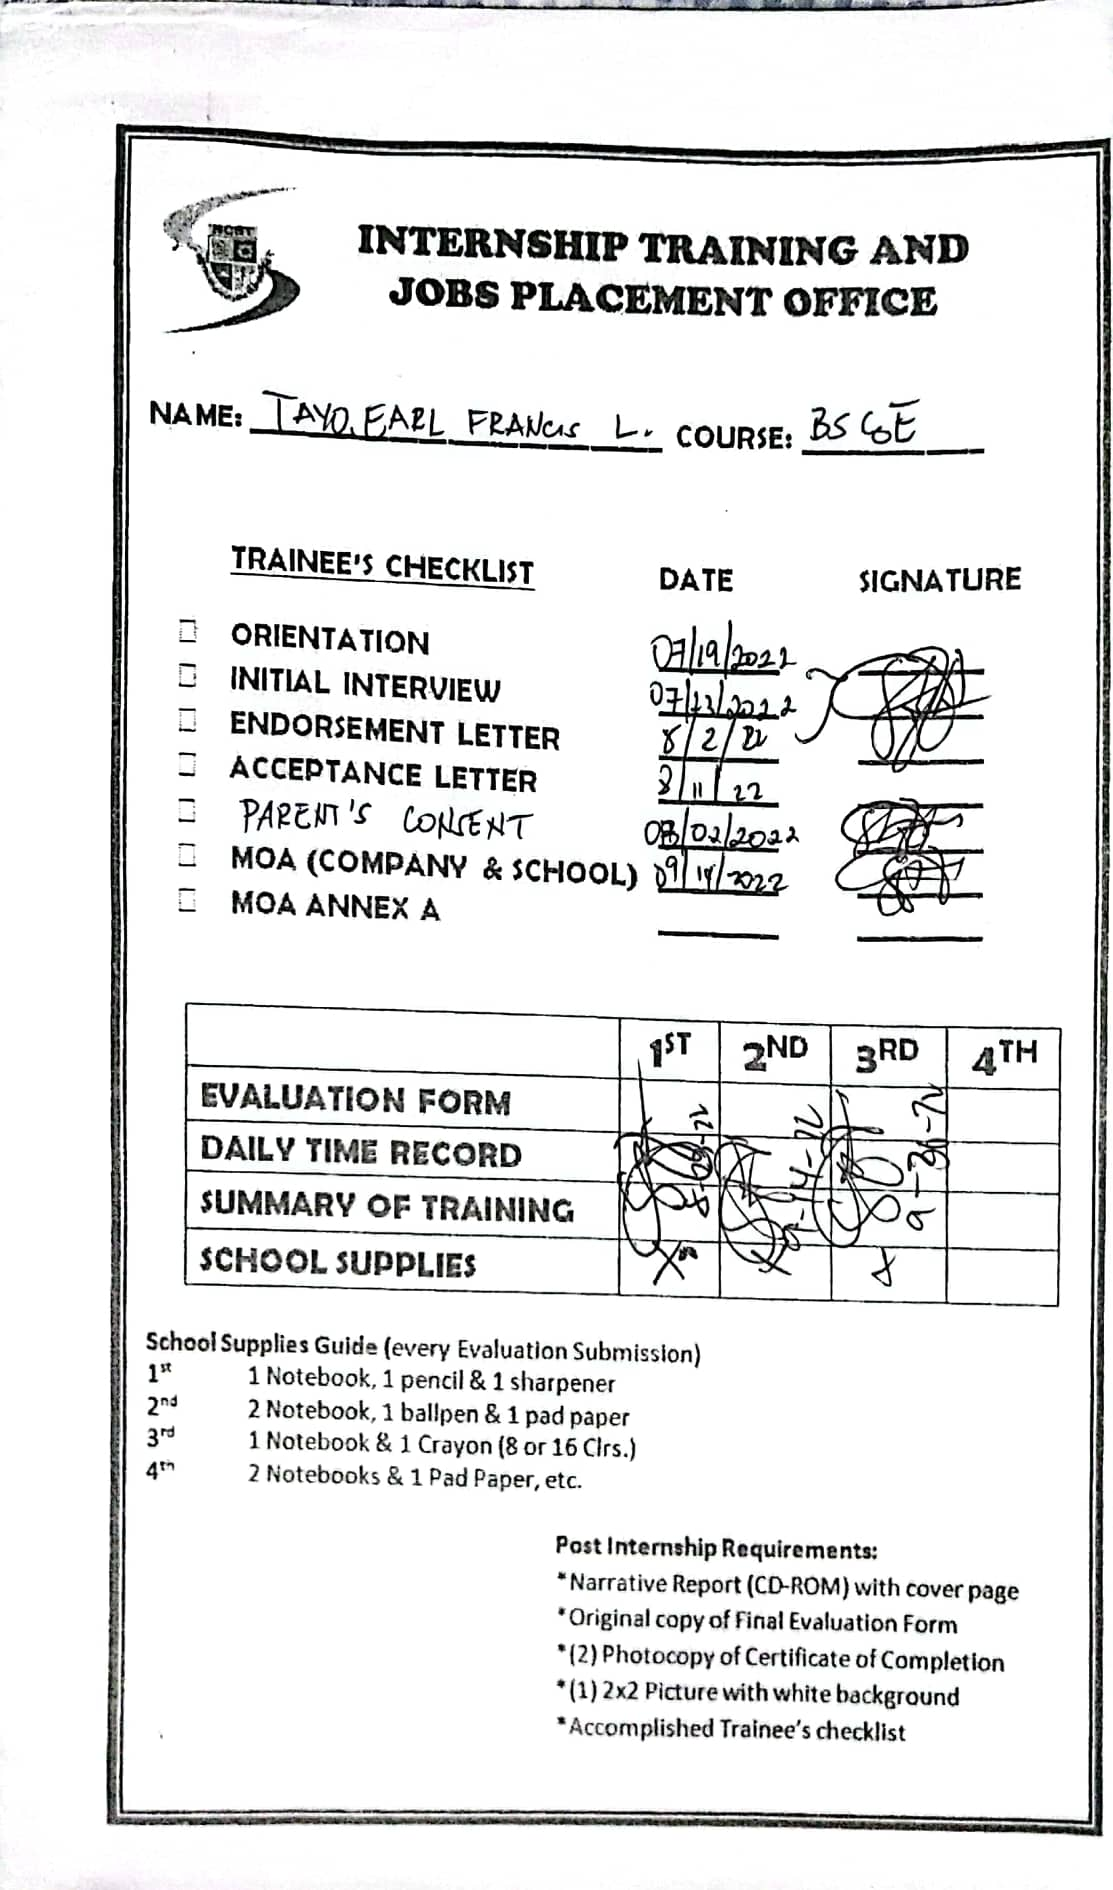 INTERNSHIP TRAINING AND
JOBS PLACEMENT OFFICE
NAME: TAYO, EARL FRANCIS L. COURSE: BS CoE
TRAINEE'S CHECKLIST DATE SIGNATURE
ORIENTATION 07/19/2022
INITIAL INTERVIEW 07/23/2022
ENDORSEMENT LETTER 8/2/22
ACCEPTANCE LETTER 8/11/22
PARENT'S CONSENT 08/02/2022
MOA (COMPANY & SCHOOL) 09/14/2022
MOA ANNEX A
1ST 2ND 3RD 4TH
EVALUATION FORM
DAILY TIME RECORD
SUMMARY OF TRAINING
SCHOOL SUPPLIES
9-30-22
School Supplies Guide (every Evaluation Submission)
1st 1 Notebook, 1 pencil & 1 sharpener
2nd 2 Notebook, 1 ballpen & 1 pad paper
3rd 1 Notebook & 1 Crayon (8 or 16 Clrs.)
4th 2 Notebooks & 1 Pad Paper, etc.
Post Internship Requirements:
*Narrative Report (CD-ROM) with cover page
*Original copy of Final Evaluation Form
*(2) Photocopy of Certificate of Completion
*(1) 2x2 Picture with white background
*Accomplished Trainee's checklist